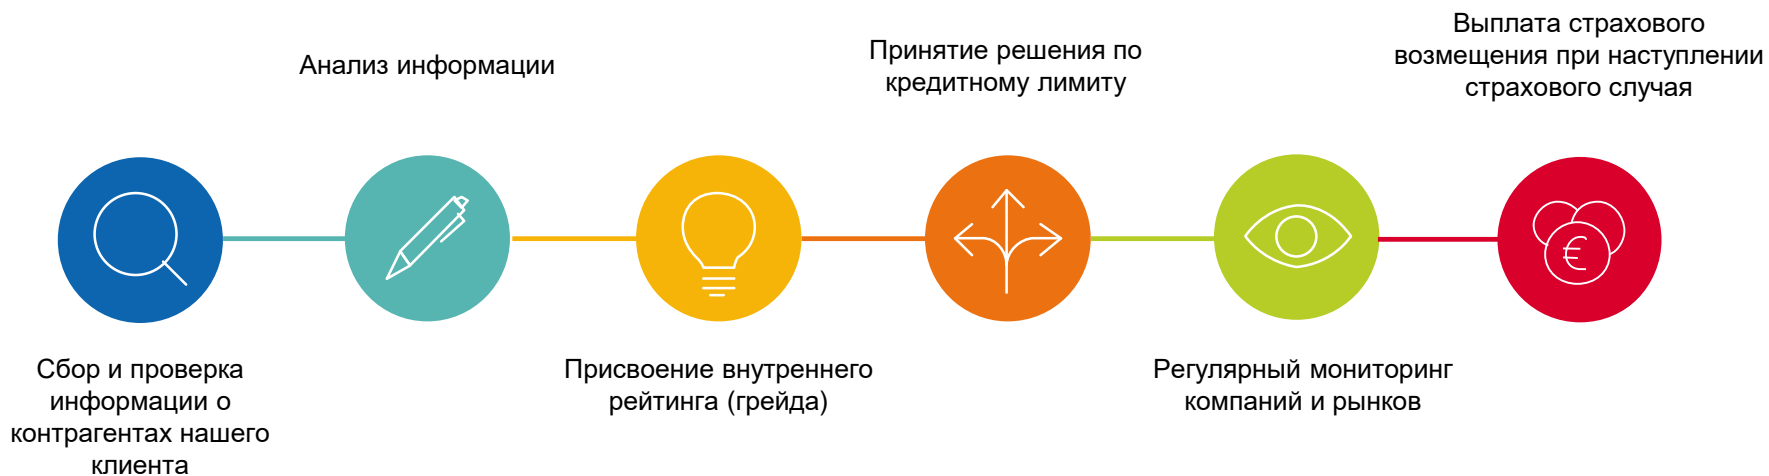 Сбор и проверка
информации о
контрагентах нашего
клиента
Анализ информации
Присвоение внутреннего
рейтинга (грейда)
Принятие решения по
кредитному лимиту
Регулярный мониторинг
компаний и рынков
Выплата страхового
возмещения при наступлении
страхового случая
€